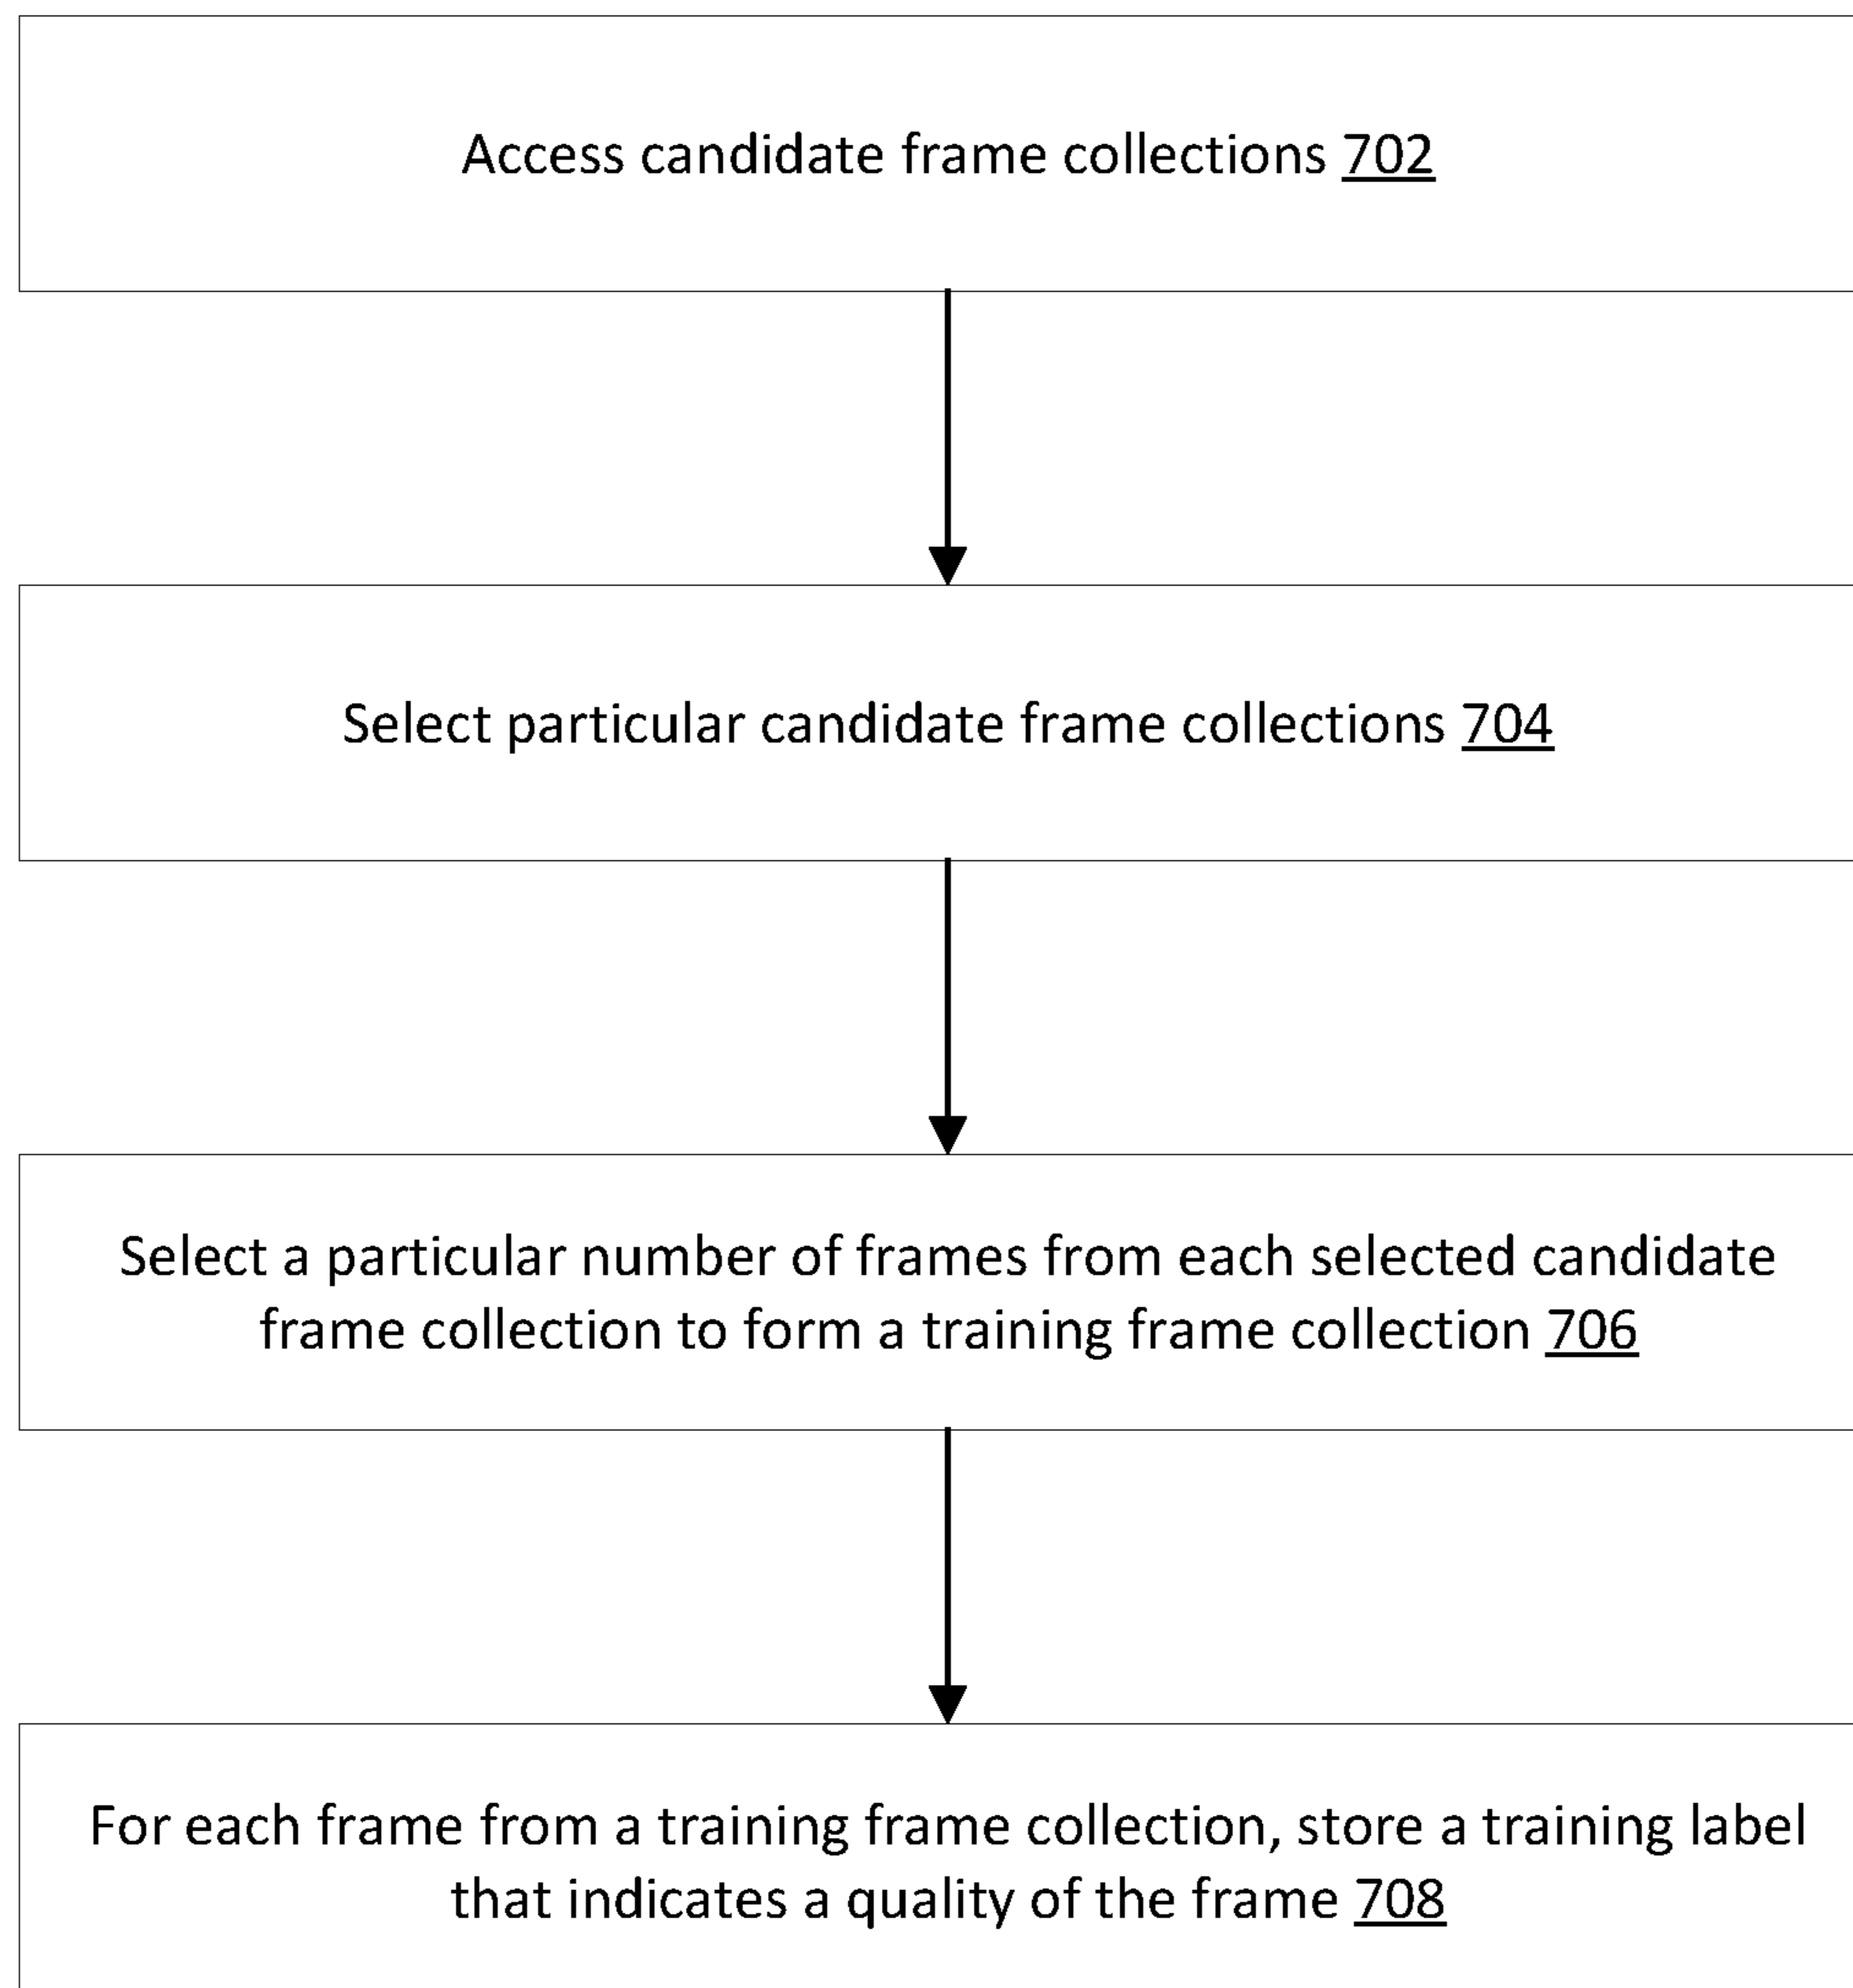 Access candidate frame collections 702
Select particular candidate frame collections 704
Select a particular number of frames from each selected candidate
frame collection to form a training frame collection 706
For each frame from a training frame collection, store a training label
that indicates a quality of the frame 708